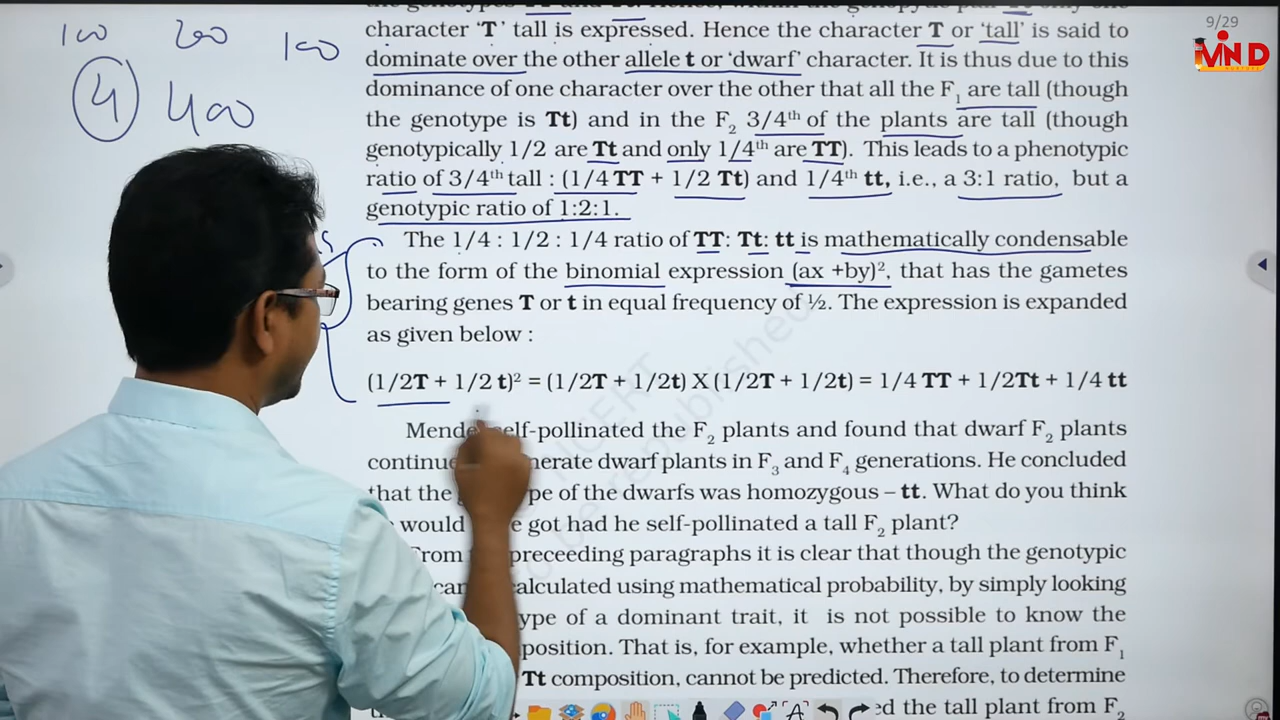 9/29
MIND
100 200 100
4 400
character 'T' tall is expressed. Hence the character T or 'tall' is said to
dominate over the other allele t or 'dwarf' character. It is thus due to this
dominance of one character over the other that all the F1 are tall (though
the genotype is Tt) and in the F2 3/4th of the plants are tall (though
genotypically 1/2 are Tt and only 1/4th are TT). This leads to a phenotypic
ratio of 3/4th tall : (1/4 TT + 1/2 Tt) and 1/4th tt, i.e., a 3:1 ratio, but a
genotypic ratio of 1:2:1.
The 1/4 : 1/2 : 1/4 ratio of TT: Tt: tt is mathematically condensable
to the form of the binomial expression (ax +by)², that has the gametes
bearing genes T or t in equal frequency of ½. The expression is expanded
as given below :
(1/2T + 1/2 t)² = (1/2T + 1/2t) X (1/2T + 1/2t) = 1/4 TT + 1/2Tt + 1/4 tt
self-pollinated the F2 plants and found that dwarf F2 plants
dwarf plants in F3 and F4 generations. He concluded
that the of the dwarfs was homozygous – tt. What do you think
would got had he self-pollinated a tall F2 plant?
From preceeding paragraphs it is clear that though the genotypic
calculated using mathematical probability, by simply looking
of a dominant trait, it is not possible to know the
That is, for example, whether a tall plant from F1
Tt composition, cannot be predicted. Therefore, to determine
the tall plant from F2